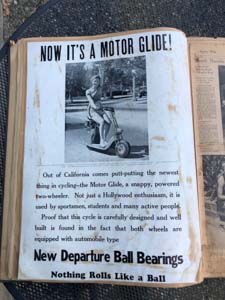 NOW IT'S A MOTOR GLIDE!
Out of California comes putt-putting the newest
thing in cycling—the Motor Glide, a snappy, powered
two-wheeler. Not just a Hollywood enthusiasm, it is
used by sportsmen, students and many active people.
Proof that this cycle is carefully designed and well
built is found in the fact that both wheels are
equipped with automobile type
New Departure Ball Bearings
Nothing Rolls Like a Ball